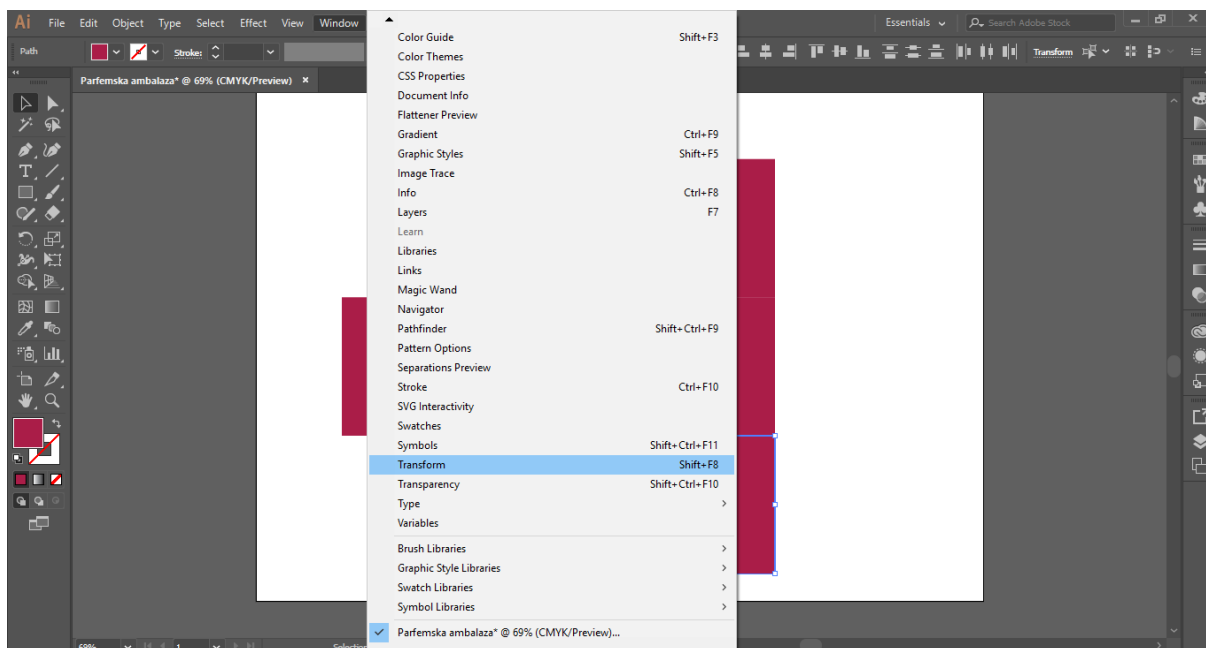 Ai File Edit Object Type Select Effect View Window Essentials Search Adobe Stock
Path Stroke: Transform
Parfemska ambalaza* @ 69% (CMYK/Preview) ×
Color Guide Shift+F3
Color Themes
CSS Properties
Document Info
Flattener Preview
Gradient Ctrl+F9
Graphic Styles Shift+F5
Image Trace
Info Ctrl+F8
Layers F7
Learn
Libraries
Links
Magic Wand
Navigator
Pathfinder Shift+Ctrl+F9
Pattern Options
Separations Preview
Stroke Ctrl+F10
SVG Interactivity
Swatches
Symbols Shift+Ctrl+F11
Transform Shift+F8
Transparency Shift+Ctrl+F10
Type
Variables
Brush Libraries
Graphic Style Libraries
Swatch Libraries
Symbol Libraries
Parfemska ambalaza* @ 69% (CMYK/Preview)...
69% 1 Selection